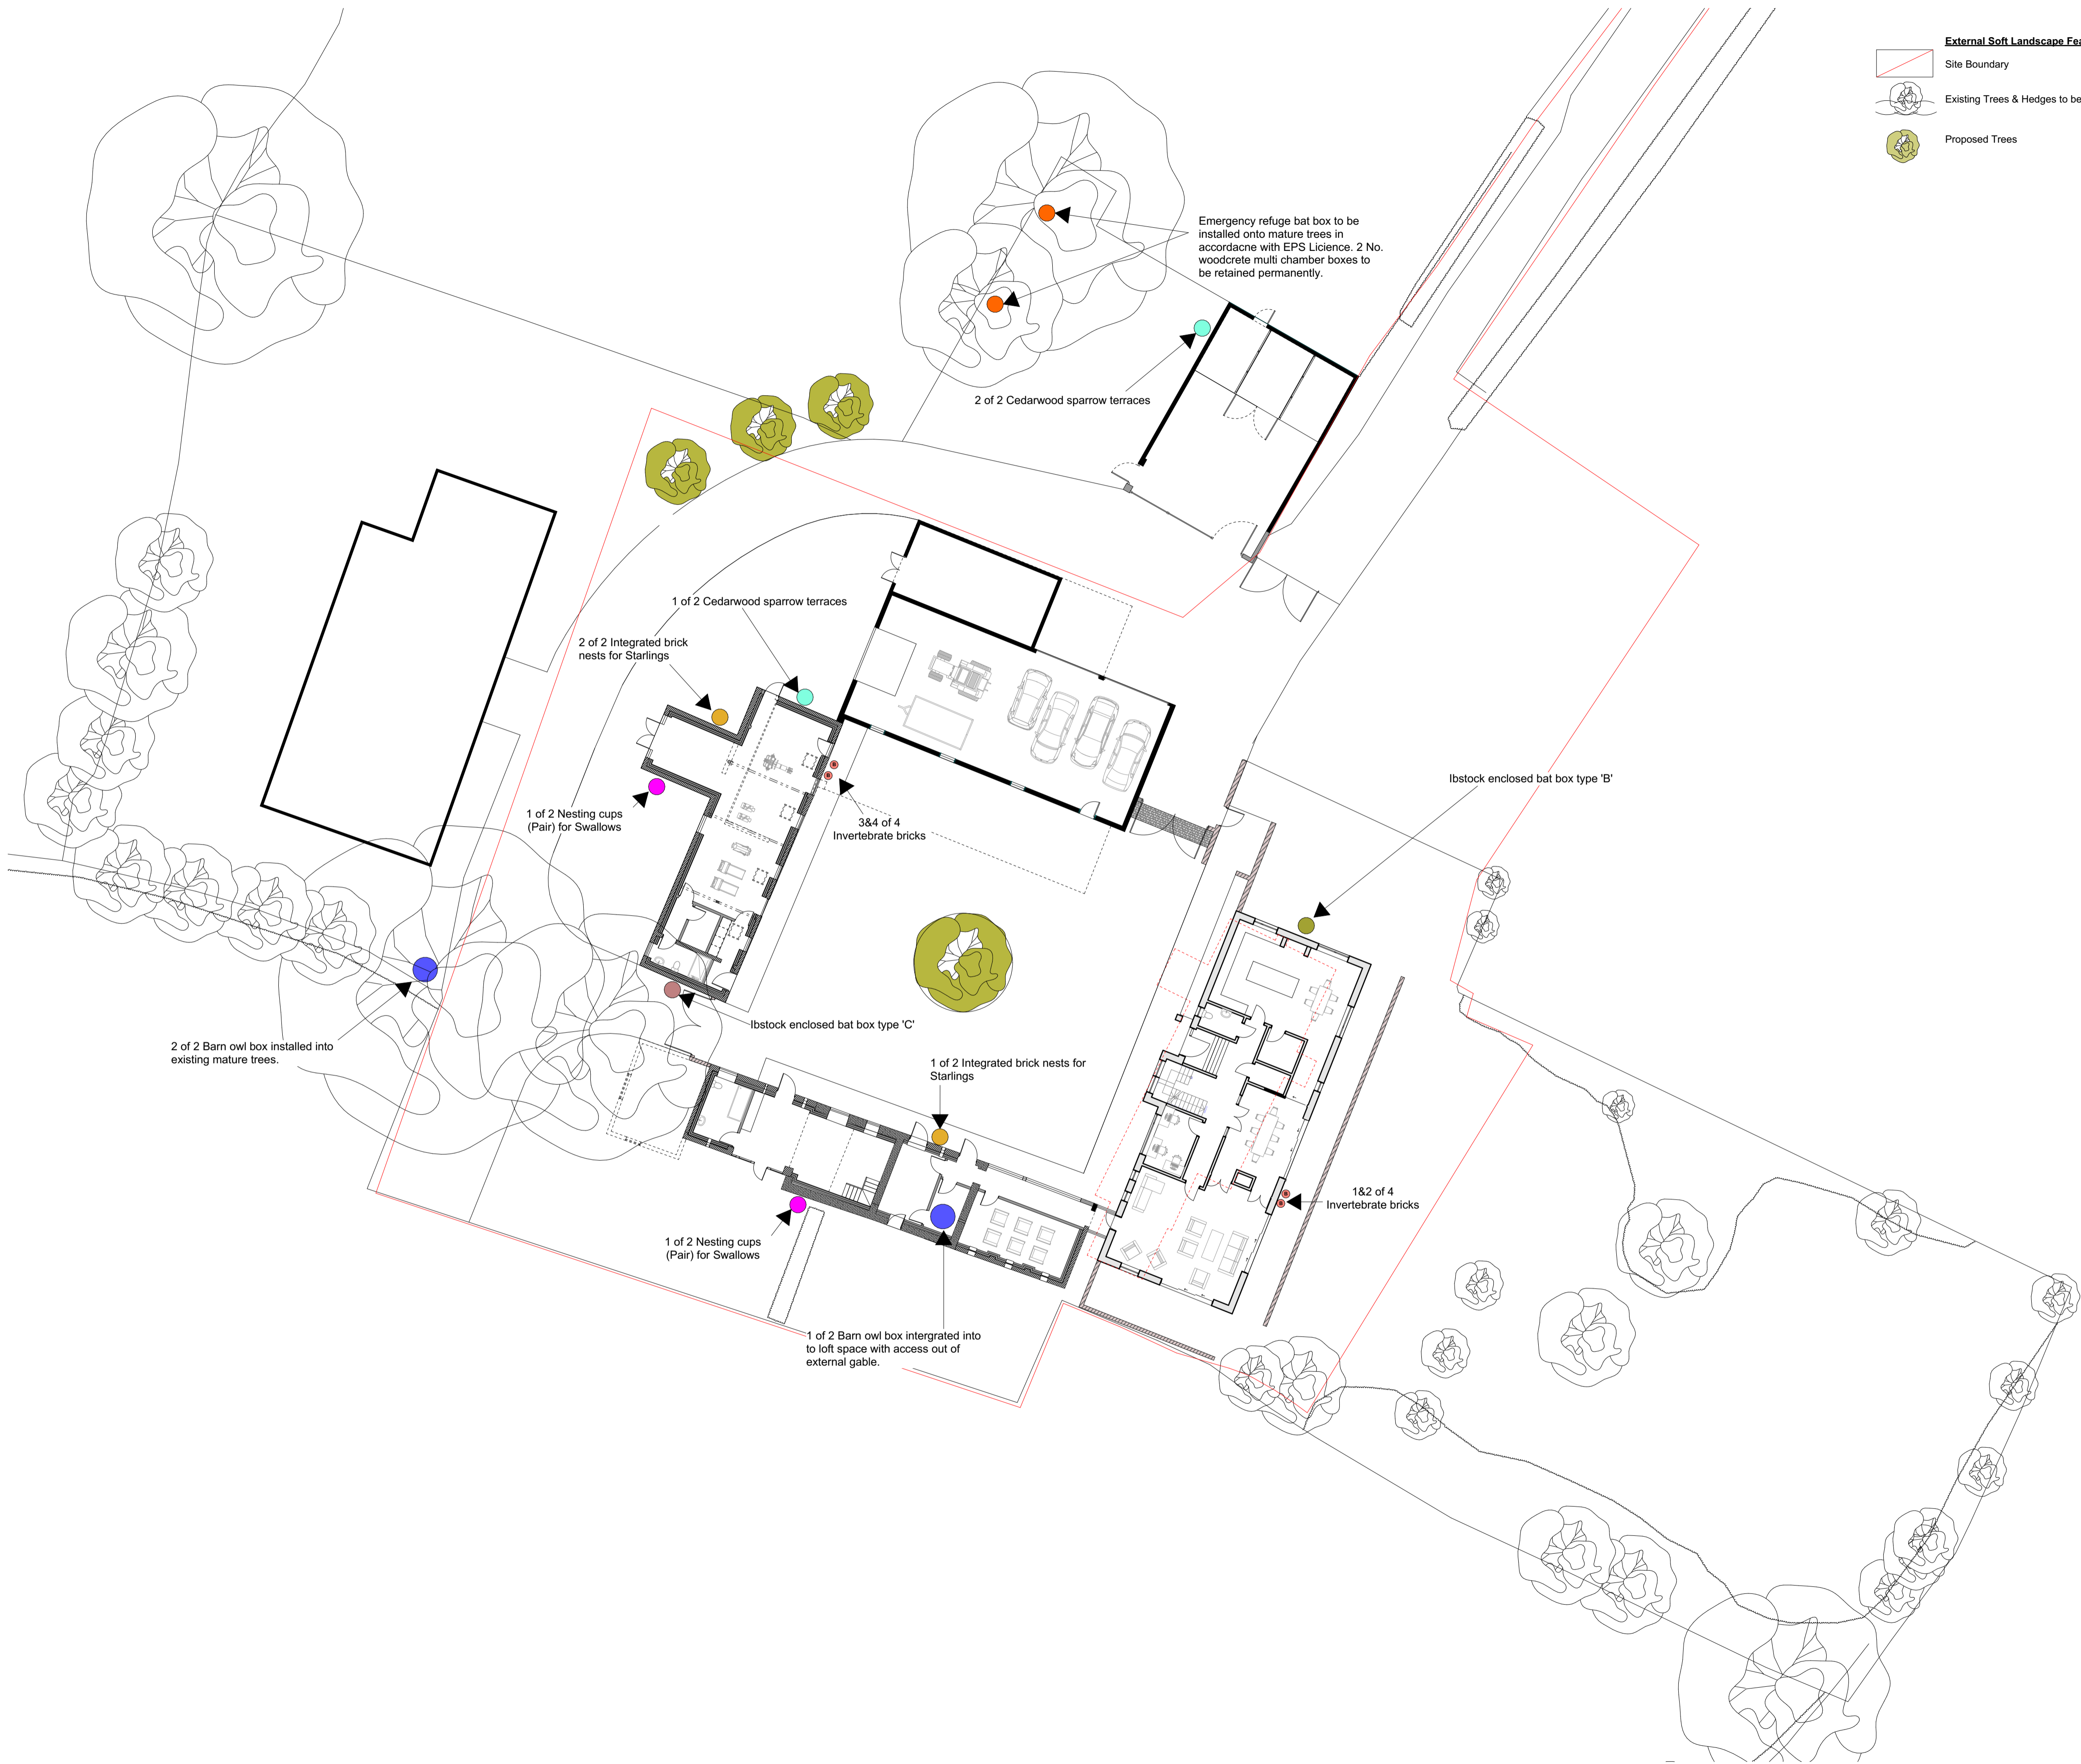 External Soft Landscape Fea
Site Boundary
Existing Trees & Hedges to be
Proposed Trees
Emergency refuge bat box to be
installed onto mature trees in
accordacne with EPS Licience. 2 No.
woodcrete multi chamber boxes to
be retained permanently.
2 of 2 Cedarwood sparrow terraces
1 of 2 Cedarwood sparrow terraces
2 of 2 Integrated brick
nests for Starlings
1 of 2 Nesting cups
(Pair) for Swallows
B
B
3&4 of 4
Invertebrate bricks
Ibstock enclosed bat box type 'B'
Ibstock enclosed bat box type 'C'
2 of 2 Barn owl box installed into
existing mature trees.
1 of 2 Integrated brick nests for
Starlings
B
B
1&2 of 4
Invertebrate bricks
1 of 2 Nesting cups
(Pair) for Swallows
1 of 2 Barn owl box intergrated into
to loft space with access out of
external gable.